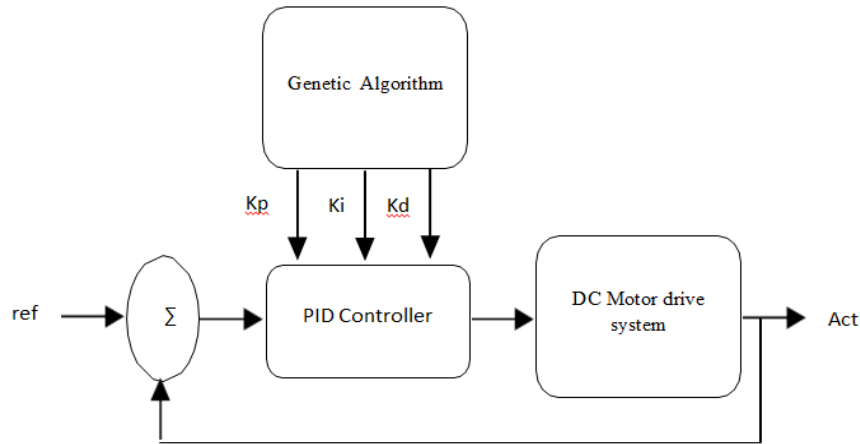 Genetic Algorithm
Kp Ki Kd
ref Σ PID Controller DC Motor drive
system
Act